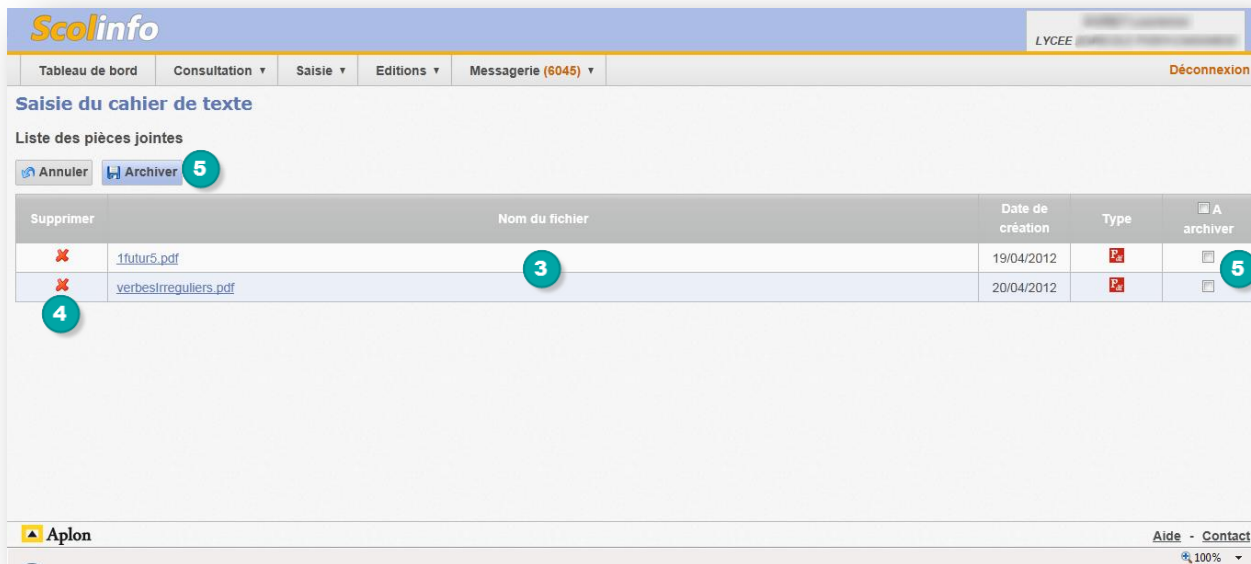 Scolinfo
LYCEE
Tableau de bord Consultation Saisie Editions Messagerie (6045) Déconnexion
Saisie du cahier de texte
Liste des pièces jointes
Annuler Archiver 5
Supprimer Nom du fichier Date de création Type A archiver
1futur5.pdf 3 19/04/2012 5
verbesIrreguliers.pdf 20/04/2012
4
Aplon Aide - Contact
100%